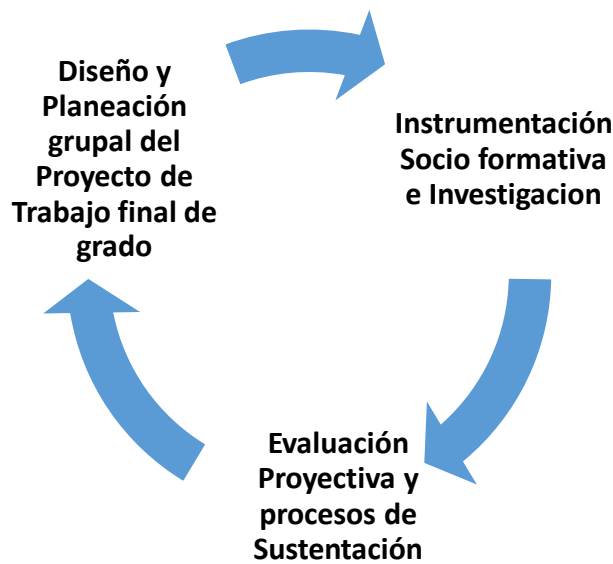 Diseño y
Planeación
grupal del
Proyecto de
Trabajo final de
grado
Instrumentación
Socio formativa
e Investigacion
Evaluación
Proyectiva y
procesos de
Sustentación